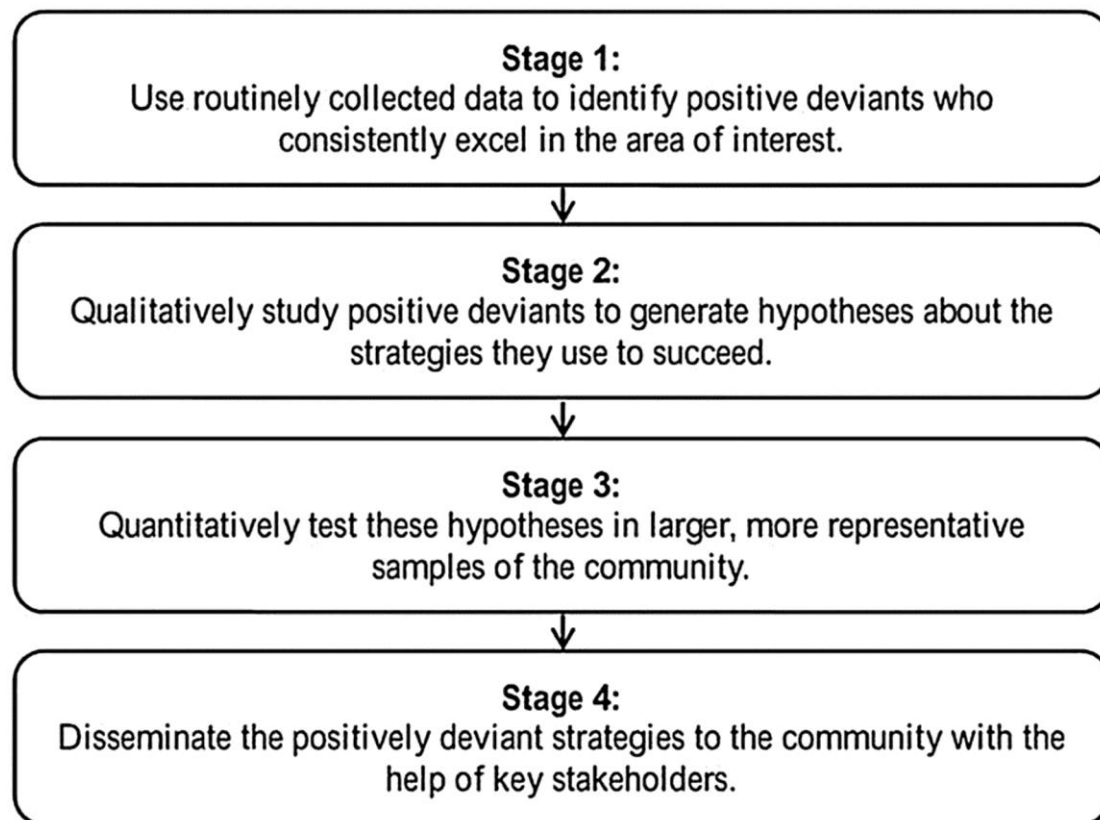 Stage 1:
Use routinely collected data to identify positive deviants who
consistently excel in the area of interest.
Stage 2:
Qualitatively study positive deviants to generate hypotheses about the
strategies they use to succeed.
Stage 3:
Quantitatively test these hypotheses in larger, more representative
samples of the community.
Stage 4:
Disseminate the positively deviant strategies to the community with the
help of key stakeholders.